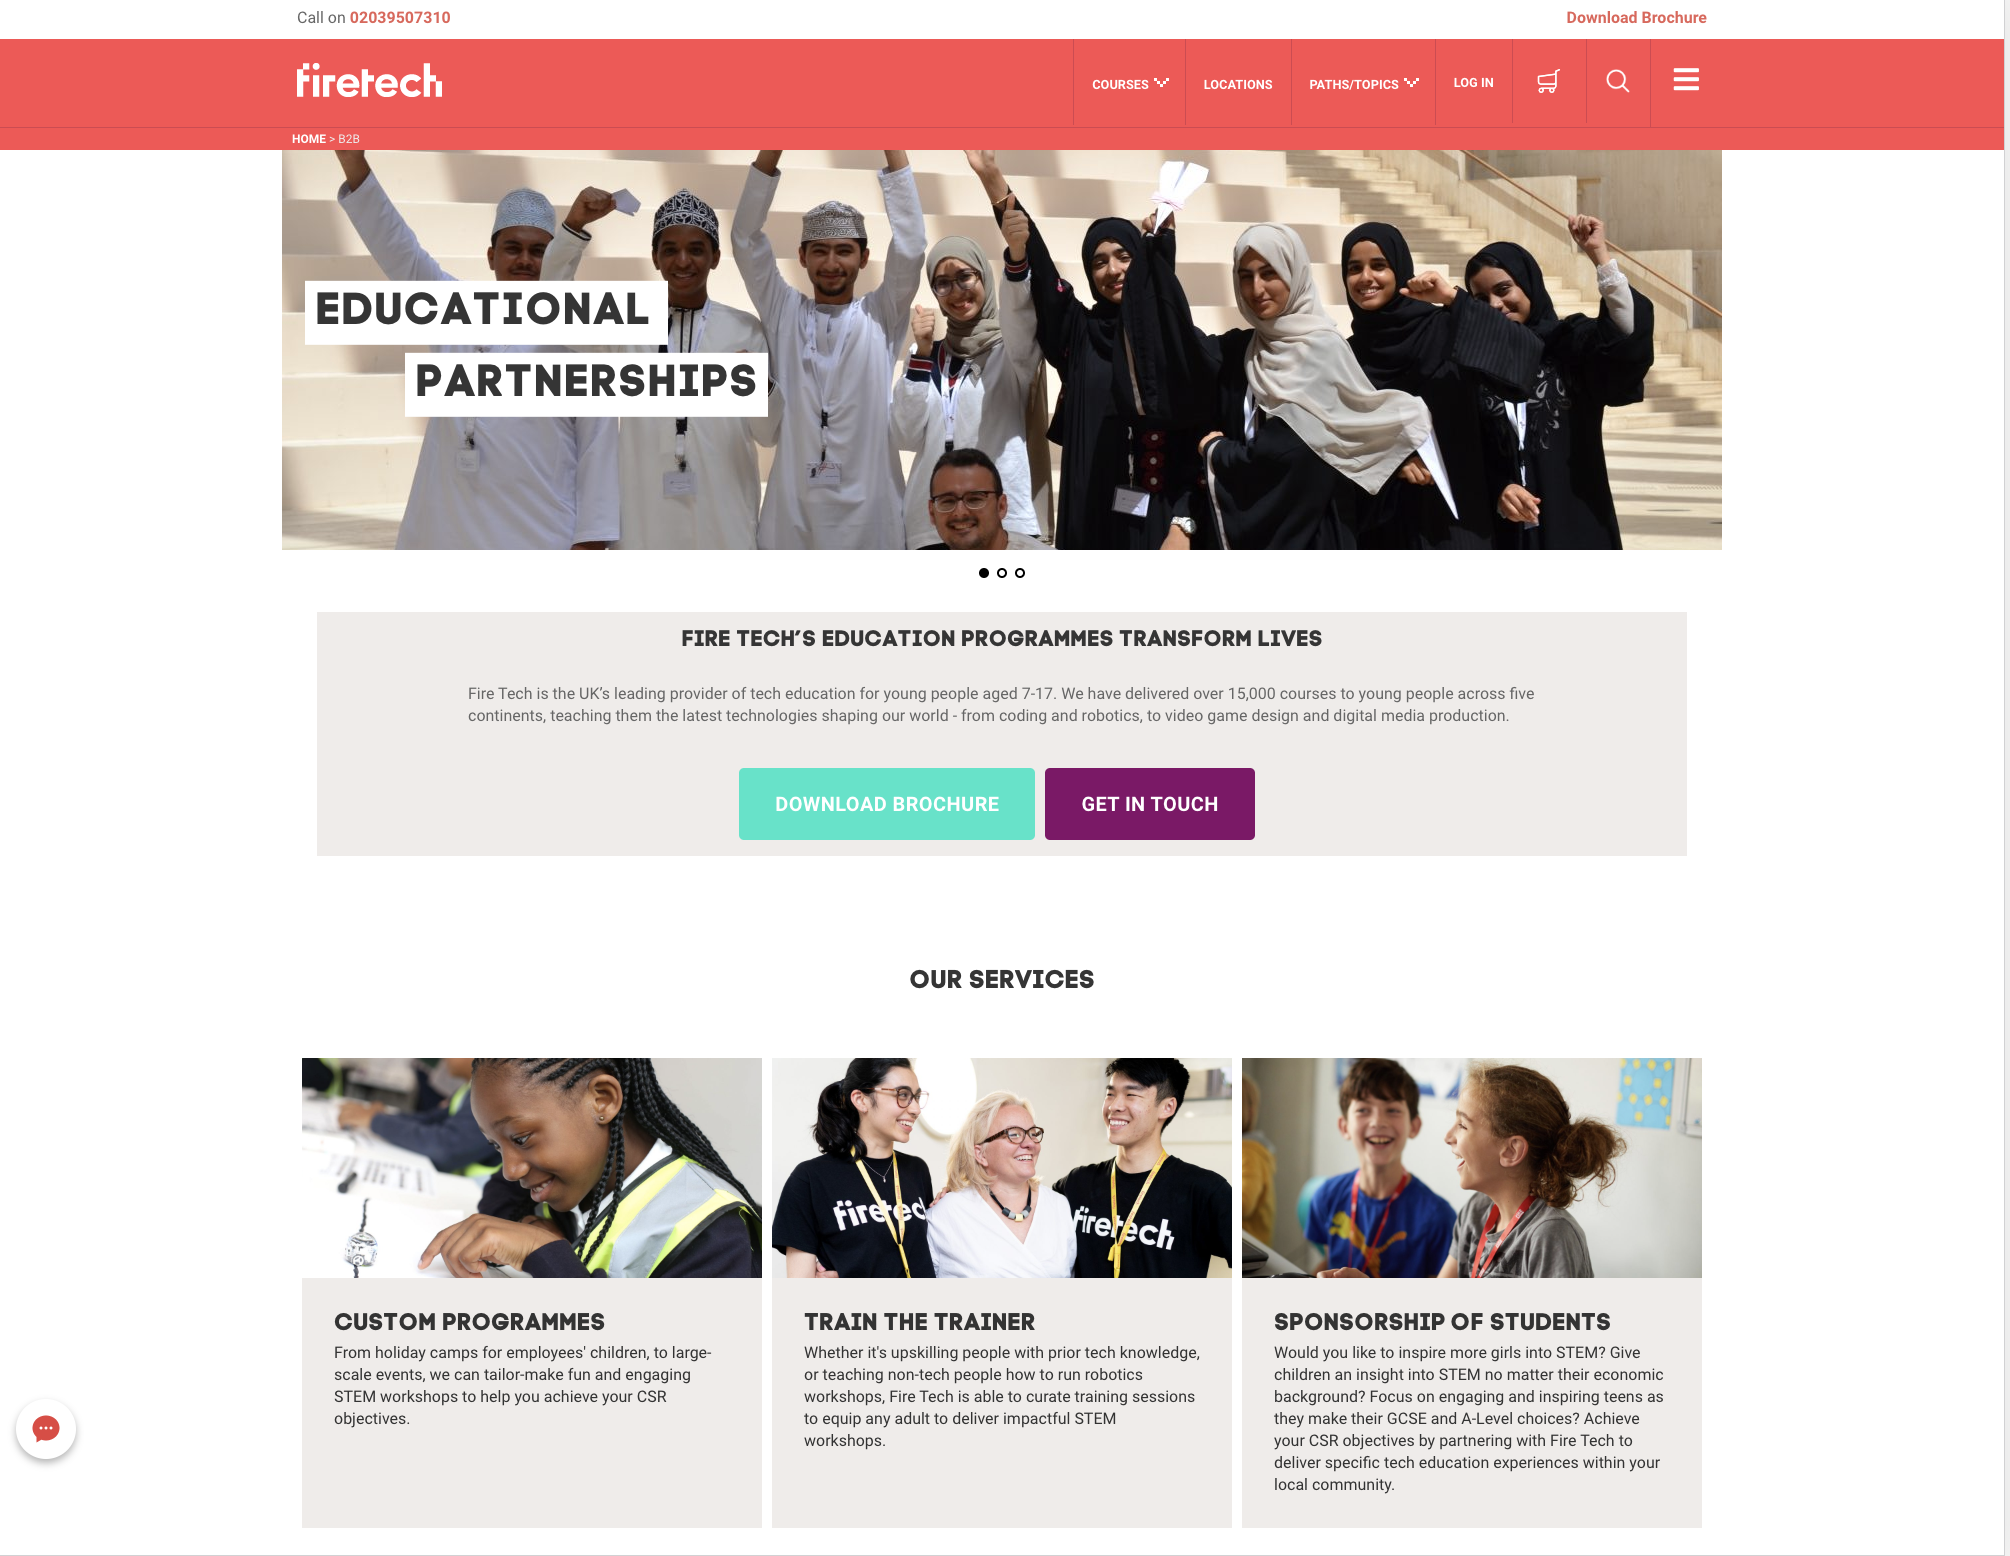 Call on 02039507310
Download Brochure
firetech
COURSES
LOCATIONS
PATHS/TOPICS
LOG IN
HOME > B2B
EDUCATIONAL
PARTNERSHIPS
FIRE TECH’S EDUCATION PROGRAMMES TRANSFORM LIVES
Fire Tech is the UK’s leading provider of tech education for young people aged 7-17. We have delivered over 15,000 courses to young people across five
continents, teaching them the latest technologies shaping our world - from coding and robotics, to video game design and digital media production.
DOWNLOAD BROCHURE
GET IN TOUCH
OUR SERVICES
firetech
firetech
CUSTOM PROGRAMMES
From holiday camps for employees' children, to large-
scale events, we can tailor-make fun and engaging
STEM workshops to help you achieve your CSR
objectives.
TRAIN THE TRAINER
Whether it's upskilling people with prior tech knowledge,
or teaching non-tech people how to run robotics
workshops, Fire Tech is able to curate training sessions
to equip any adult to deliver impactful STEM
workshops.
SPONSORSHIP OF STUDENTS
Would you like to inspire more girls into STEM? Give
children an insight into STEM no matter their economic
background? Focus on engaging and inspiring teens as
they make their GCSE and A-Level choices? Achieve
your CSR objectives by partnering with Fire Tech to
deliver specific tech education experiences within your
local community.